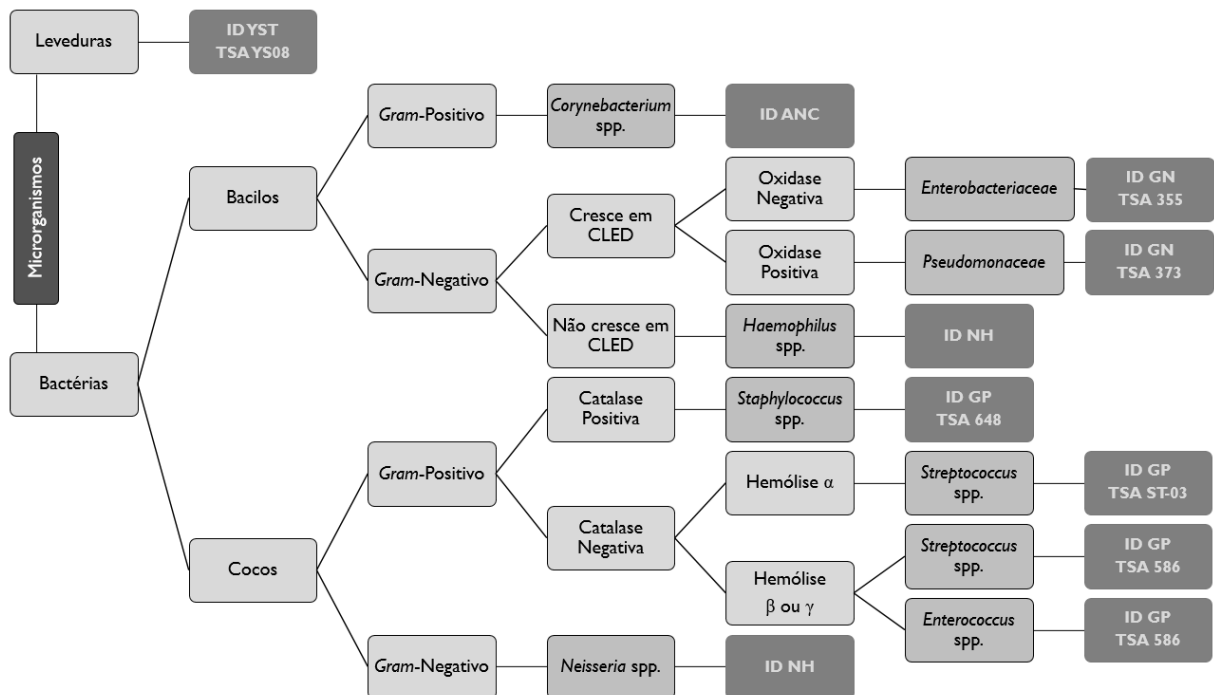 Leveduras
ID YST
TSA YS08
Microrganismos
Bactérias
Bacilos
Gram-Positivo
Corynebacterium
spp.
ID ANC
Gram-Negativo
Cresce em
CLED
Oxidase
Negativa
Enterobacteriaceae
ID GN
TSA 355
Oxidase
Positiva
Pseudomonaceae
ID GN
TSA 373
Não cresce em
CLED
Haemophilus
spp.
ID NH
Cocos
Gram-Positivo
Catalase
Positiva
Staphylococcus
spp.
ID GP
TSA 648
Catalase
Negativa
Hemólise α
Streptococcus
spp.
ID GP
TSA ST-03
Hemólise
β ou γ
Streptococcus
spp.
ID GP
TSA 586
Enterococcus
spp.
ID GP
TSA 586
Gram-Negativo
Neisseria spp.
ID NH